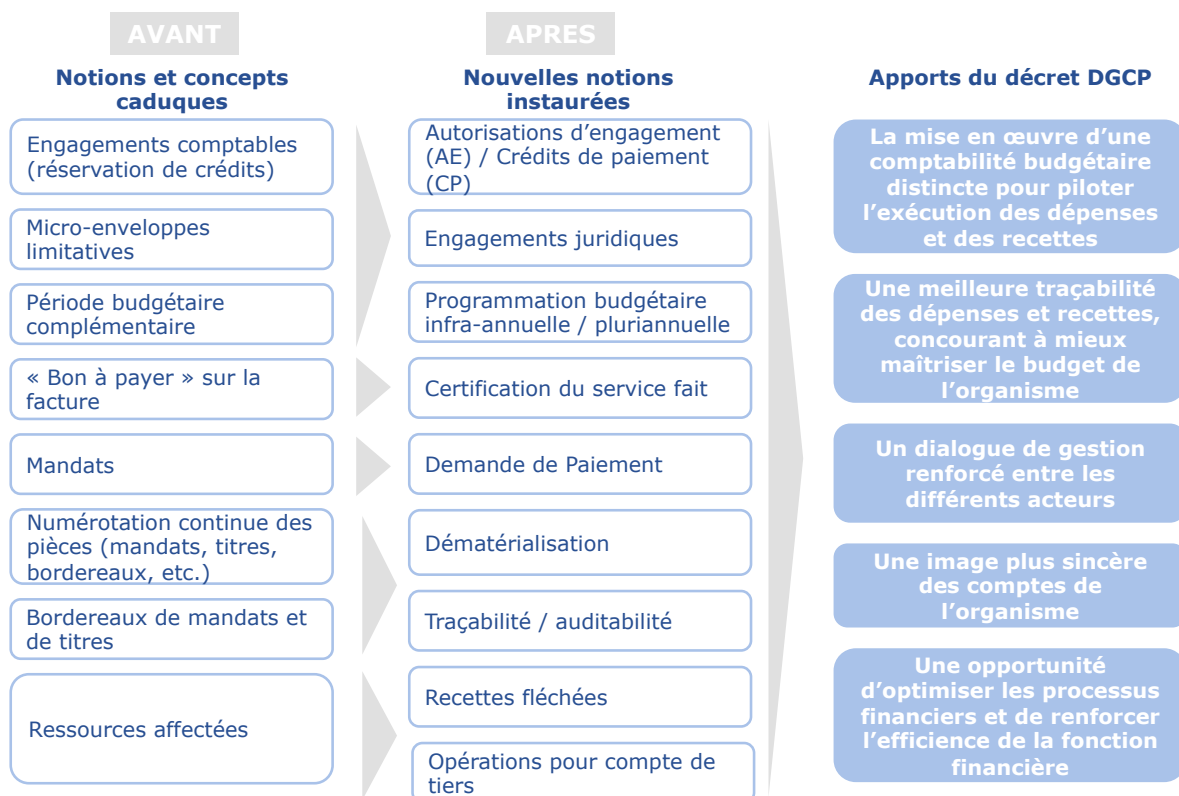 AVANT
Notions et concepts
caduques
Engagements comptables
(réservation de crédits)
Micro-enveloppes
limitatives
Période budgétaire
complémentaire
« Bon à payer » sur la
facture
Mandats
Numérotation continue des
pièces (mandats, titres,
bordereaux, etc.)
Bordereaux de mandats et
de titres
Ressources affectées
APRES
Nouvelles notions
instaurées
Autorisations d’engagement
(AE) / Crédits de paiement
(CP)
Engagements juridiques
Programmation budgétaire
infra-annuelle / pluriannuelle
Certification du service fait
Demande de Paiement
Dématérialisation
Traçabilité / auditabilité
Recettes fléchées
Opérations pour compte de
tiers
Apports du décret DGCP
La mise en œuvre d’une
comptabilité budgétaire
distincte pour piloter
l’exécution des dépenses
et des recettes
Une meilleure traçabilité
des dépenses et recettes,
concourant à mieux
maîtriser le budget de
l’organisme
Un dialogue de gestion
renforcé entre les
différents acteurs
Une image plus sincère
des comptes de
l’organisme
Une opportunité
d’optimiser les processus
financiers et de renforcer
l’efficience de la fonction
financière